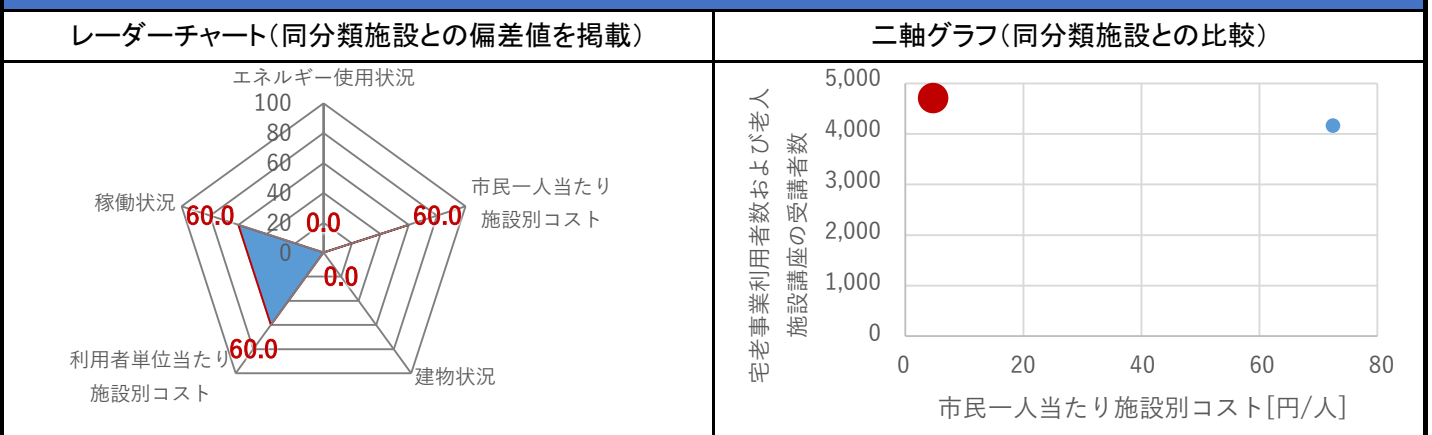 レーダーチャート(同分類施設との偏差値を掲載)
二軸グラフ(同分類施設との比較)
エネルギー使用状況
100
80
60
40
20
0
市民一人当たり
施設別コスト
建物状況
利用者単位当たり
施設別コスト
稼働状況
0.0
60.0
0.0
60.0
60.0
宅老事業利用者数および老人
施設講座の受講者数
5,000
4,000
3,000
2,000
1,000
0
0
20
40
60
80
市民一人当たり施設別コスト[円/人]